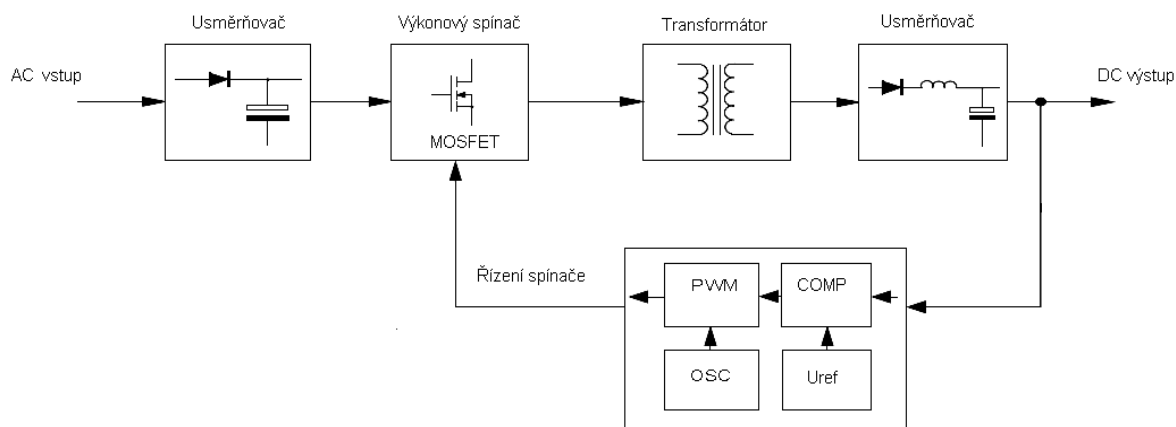 Usměrňovač
Výkonový spínač
Transformátor
Usměrňovač
AC vstup
DC výstup
MOSFET
Řízení spínače
PWM
COMP
OSC
Uref